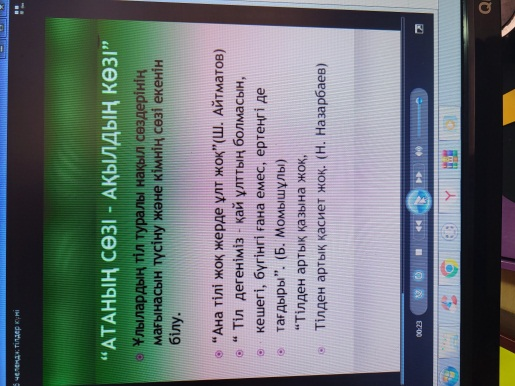 челендж тілдер күні
“АТАНЫҢ СӨЗІ - АҚЫЛДЫҢ КӨЗІ”
Ұлылардың тіл туралы нақыл сөздерінің
мағынасын түсіну және кімнің сөзі екенін
білу.
“Ана тілі жоқ жерде ұлт жоқ”(Ш. Айтматов)
“ Тіл дегеніміз - қай ұлттың болмасын,
кешегі, бүгінгі ғана емес, ертеңгі де
тағдыры”. (Б. Момышұлы)
“Тілден артық қазына жоқ,
Тілден артық қасиет жоқ. (Н. Назарбаев)
00:23